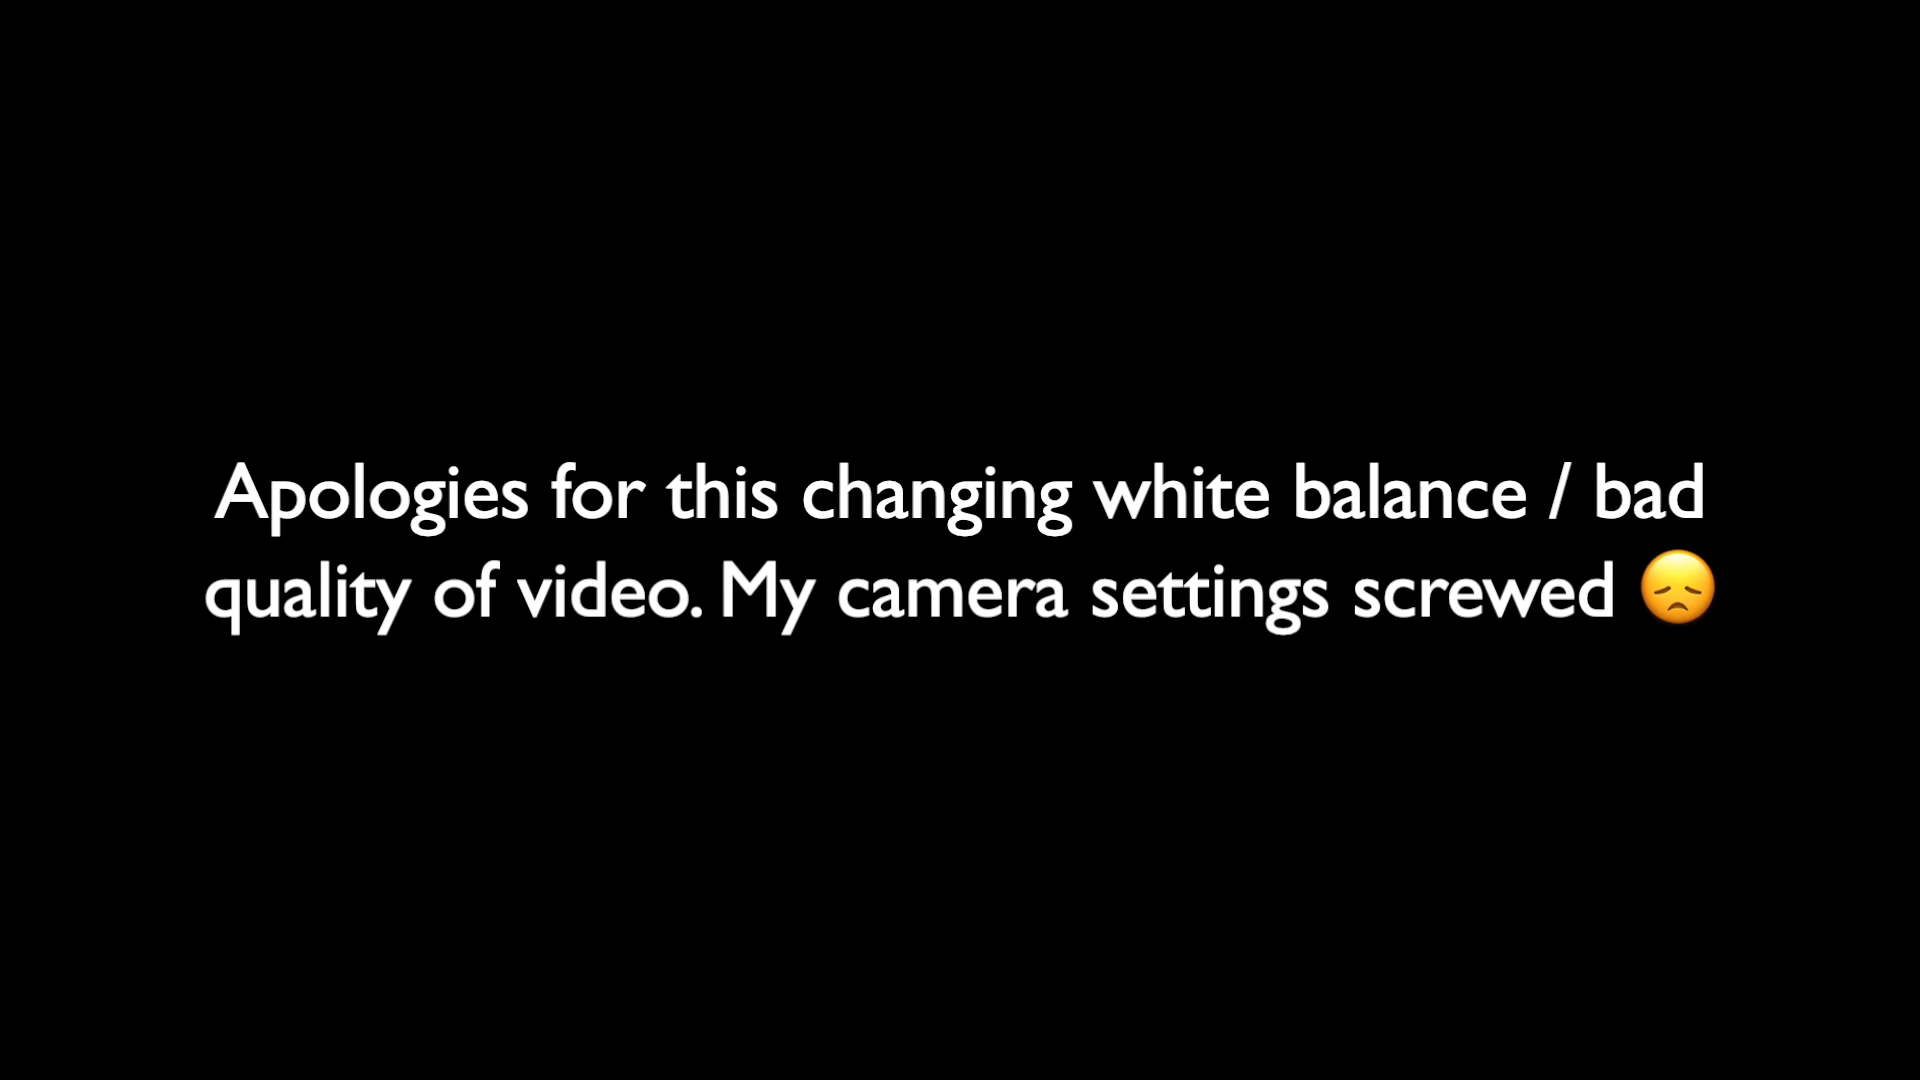 Apologies for this changing white balance / bad
quality of video. My camera settings screwed 😞